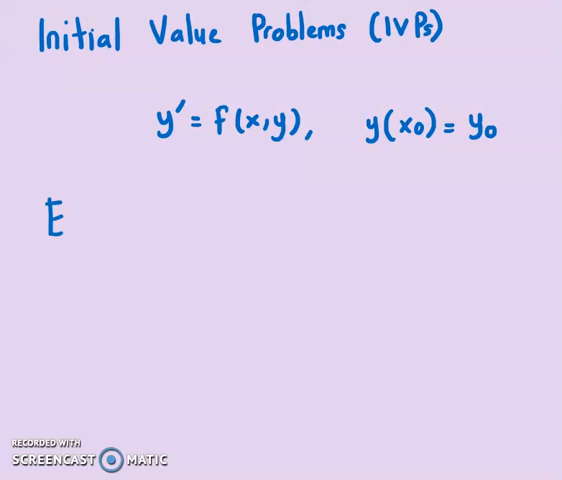 Initial Value Problems (IVPs)
y' = f(x,y), y(x0) = y0
E
RECORDED WITH
SCREENCAST MATIC